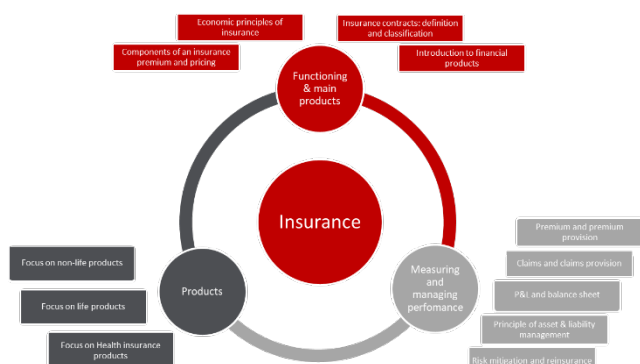 Economic principles of
insurance
Insurance contracts: definition
and classification
Components of an insurance
premium and pricing
Introduction to financial
products
Functioning
& main
products
Insurance
Premium and premium
provision
Focus on non-life products
Claims and claims provision
Products
Measuring
and
managing
perfomance
P&L and balance sheet
Focus on life products
Principle of asset & liability
management
Focus on Health insurance
products
Risk mitigation and reinsurance